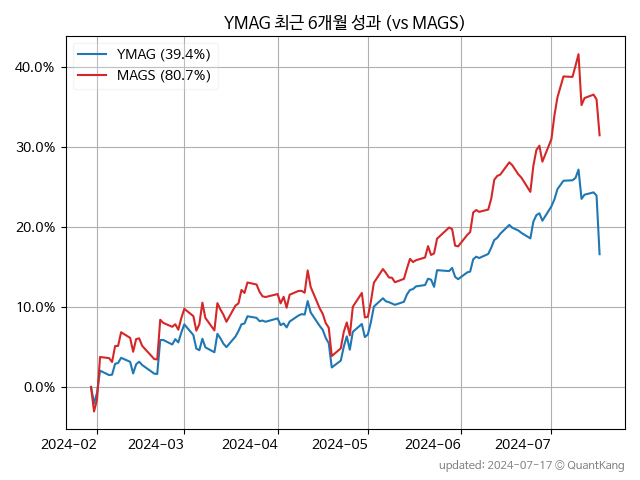 YMAG 최근 6개월 성과 (vs MAGS)
YMAG (39.4%)
MAGS (80.7%)
40.0%
30.0%
20.0%
10.0%
0.0%
2024-02 2024-03 2024-04 2024-05 2024-06 2024-07
updated: 2024-07-17 © QuantKang